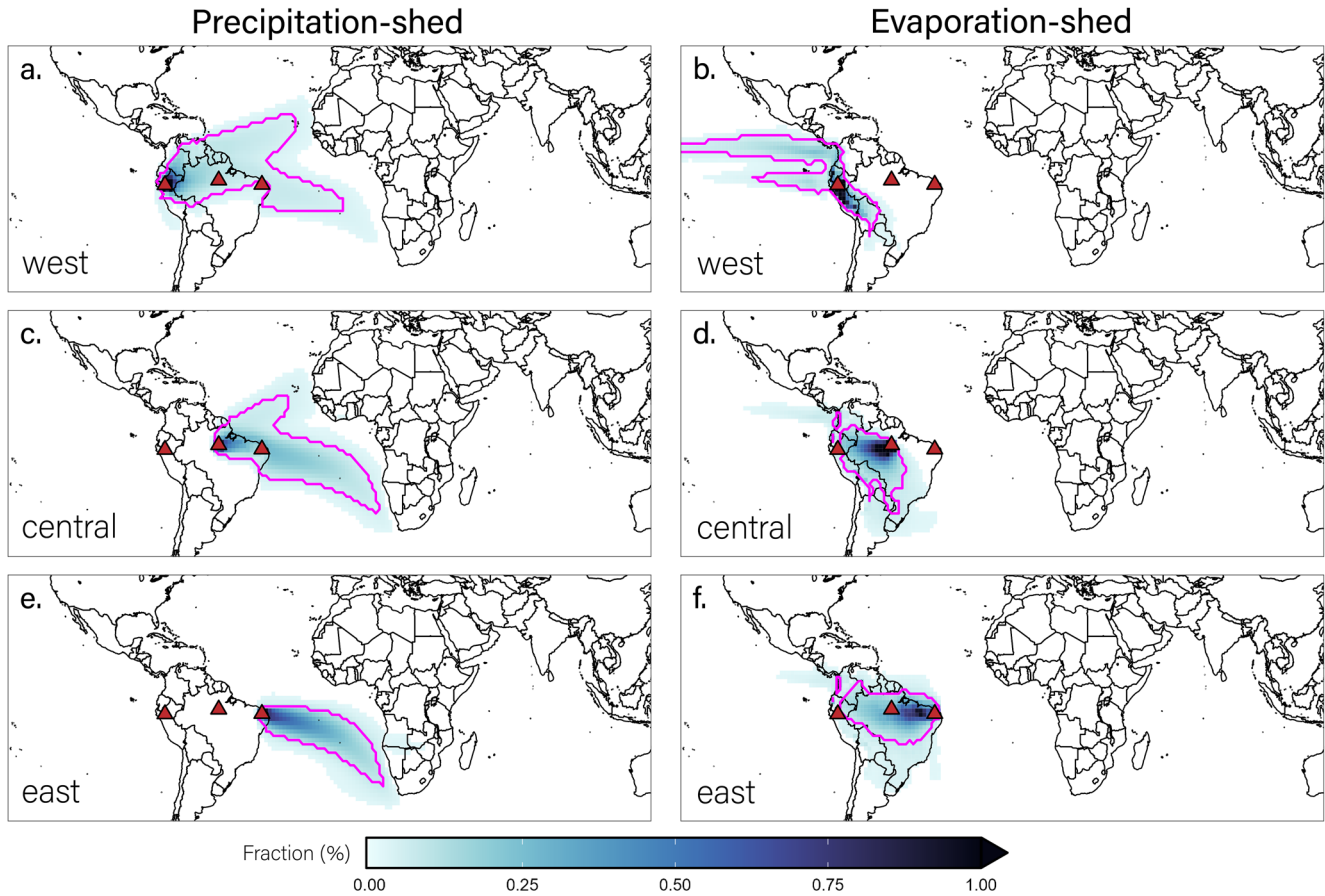 Precipitation-shed
Evaporation-shed
a.
west
b.
west
c.
central
d.
central
e.
east
f.
east
Fraction (%)
0.00 0.25 0.50 0.75 1.00